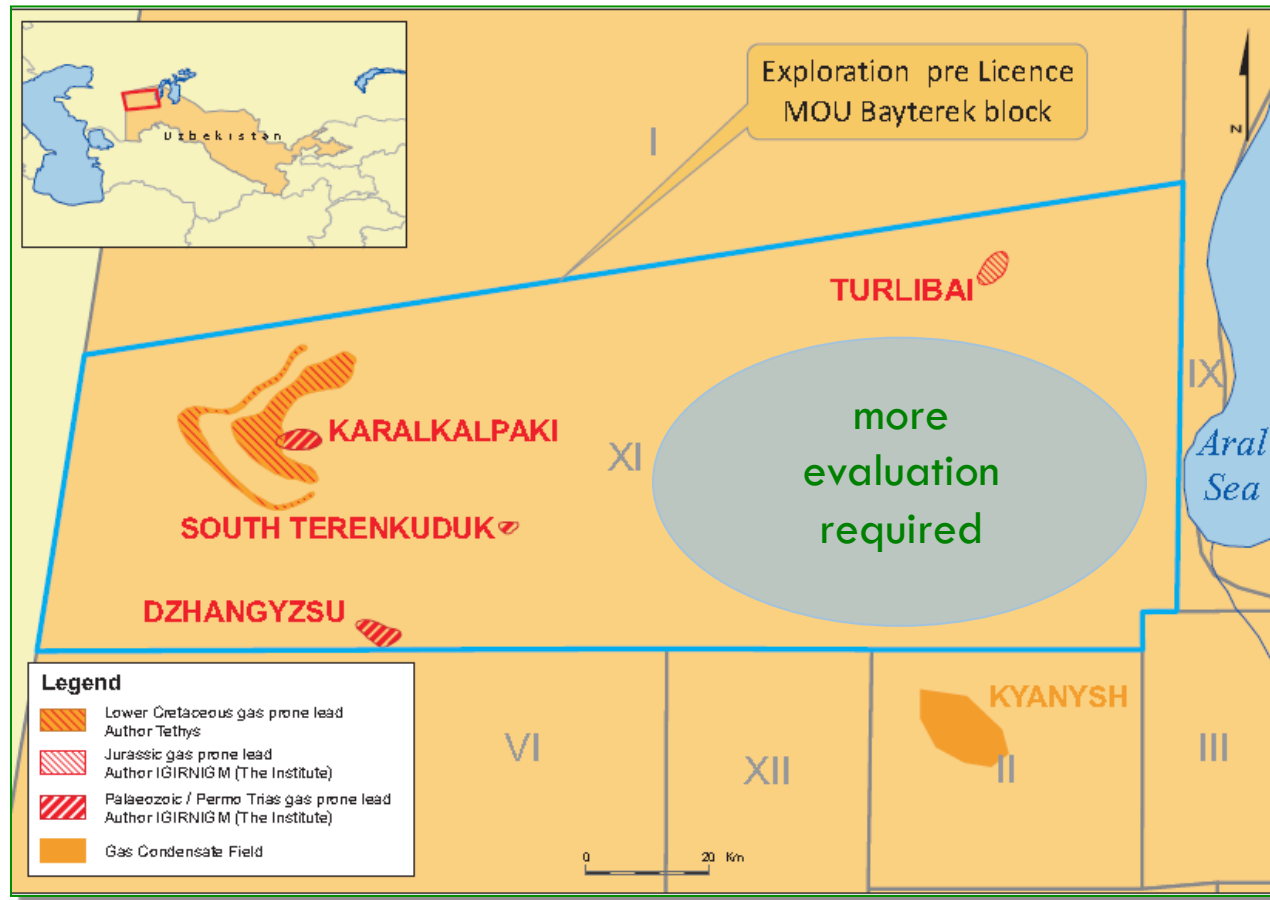 Uzbekistan
Exploration pre Licence
MOU Bayterek block
N
I
TURLIBAI
IX
Aral
Sea
more
evaluation
required
KARALKALPAKI
XI
SOUTH TERENKUDUK
DZHANGYZSU
KYANYSH
VI
XII
II
III
Legend
Lower Cretaceous gas prone lead
Author Tethys
Jurassic gas prone lead
Author IGIRNIGM (The Institute)
Palaeozoic / Permo Trias gas prone lead
Author IGIRNIGM (The Institute)
Gas Condensate Field
0 20 Km